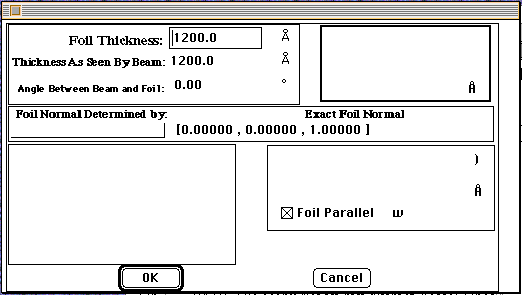 Foil Thickness: 1200.0 Å
Thickness As Seen By Beam: 1200.0 Å
Angle Between Beam and Foil: 0.00 °
Å
Foil Normal Determined by: Exact Foil Normal
[0.00000 , 0.00000 , 1.00000 ]
)
Å
Foil Parallel w
OK Cancel